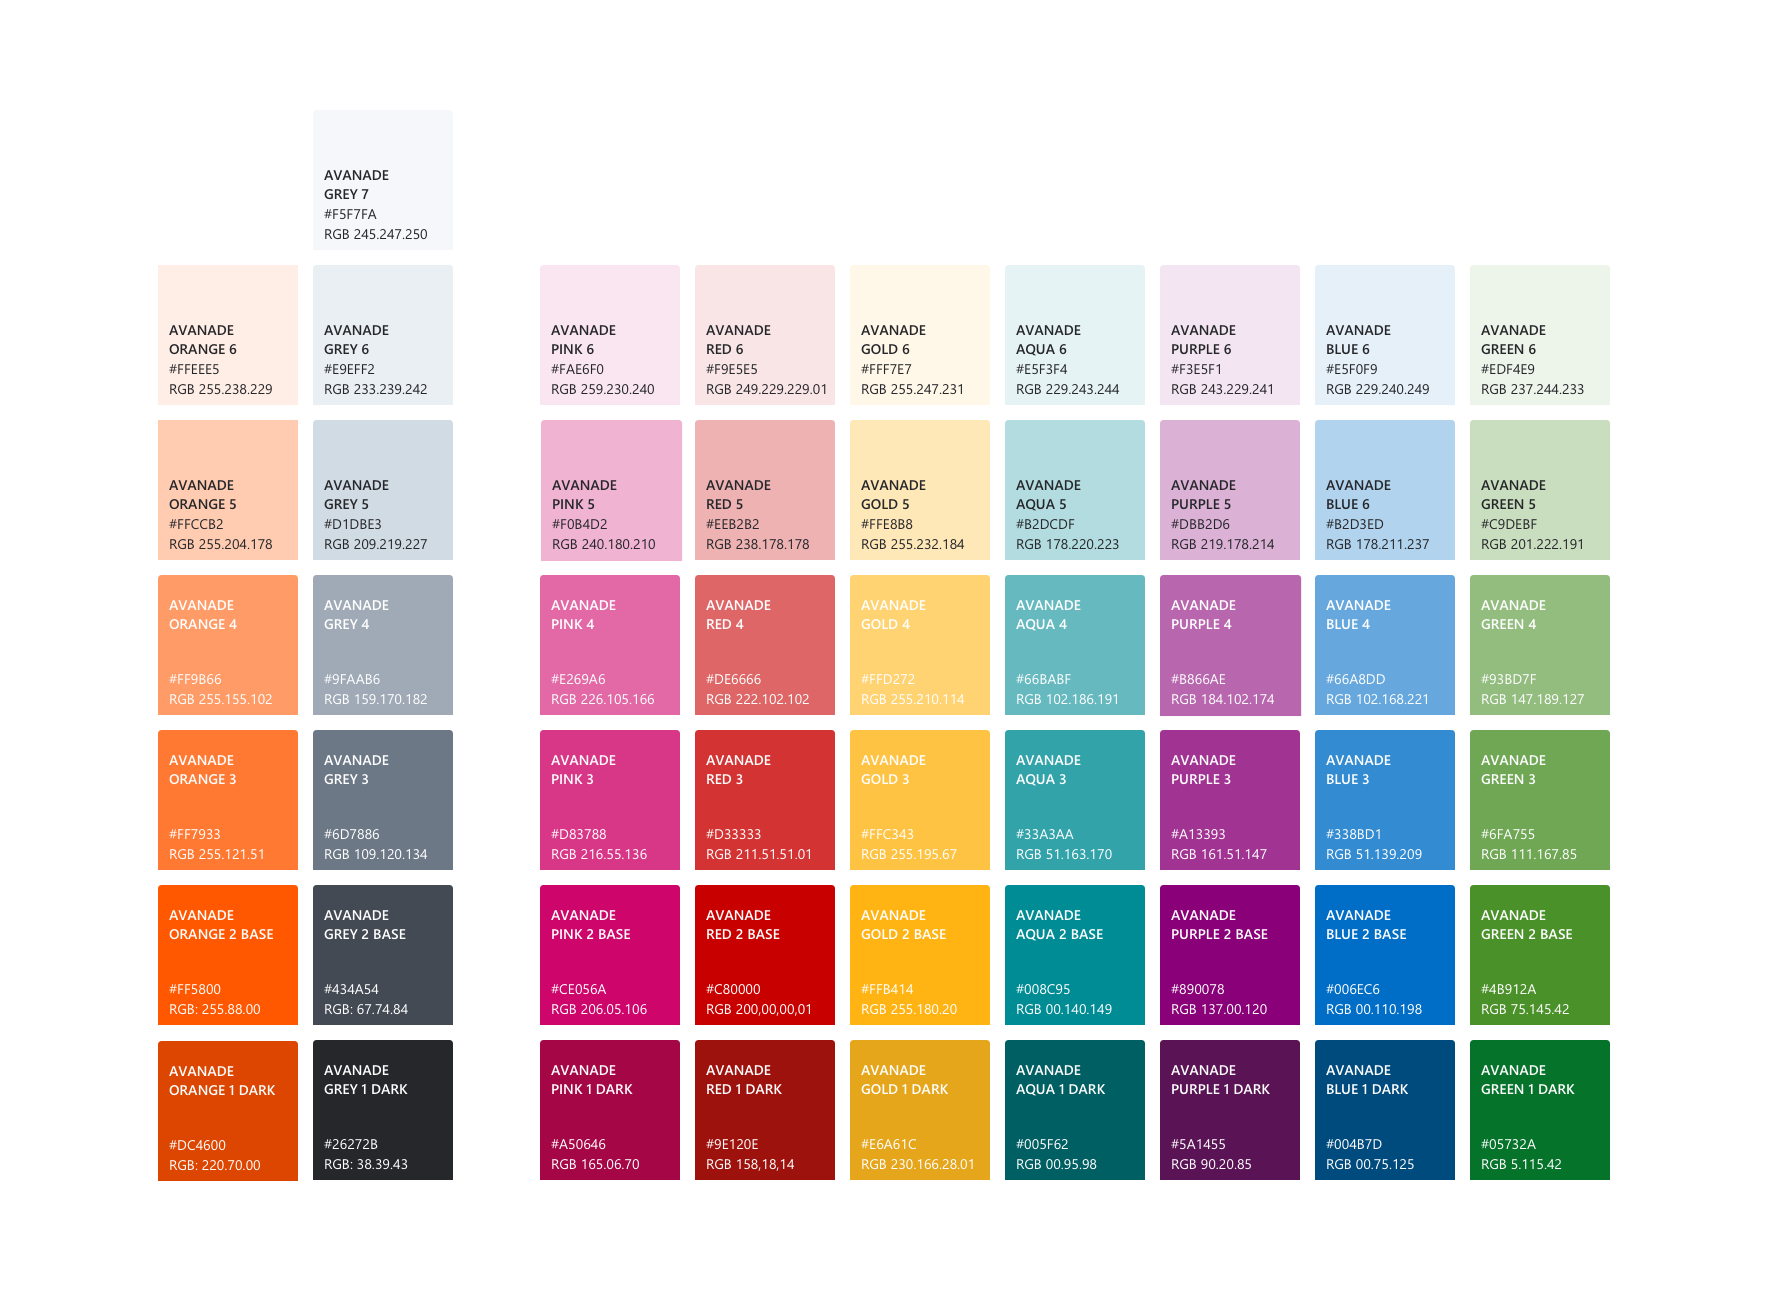 AVANADE
GREY 7
#F5F7FA
RGB 245.247.250
AVANADE
ORANGE 6
#FFEEE5
RGB 255.238.229
AVANADE
GREY 6
#E9EFF2
RGB 233.239.242
AVANADE
PINK 6
#FAE6F0
RGB 259.230.240
AVANADE
RED 6
#F9E5E5
RGB 249.229.229.01
AVANADE
GOLD 6
#FFF7E7
RGB 255.247.231
AVANADE
AQUA 6
#E5F3F4
RGB 229.243.244
AVANADE
PURPLE 6
#F3E5F1
RGB 243.229.241
AVANADE
BLUE 6
#E5F0F9
RGB 229.240.249
AVANADE
GREEN 6
#EDF4E9
RGB 237.244.233
AVANADE
ORANGE 5
#FFCCB2
RGB 255.204.178
AVANADE
GREY 5
#D1DBE3
RGB 209.219.227
AVANADE
PINK 5
#F0B4D2
RGB 240.180.210
AVANADE
RED 5
#EEB2B2
RGB 238.178.178
AVANADE
GOLD 5
#FFE8B8
RGB 255.232.184
AVANADE
AQUA 5
#B2DCDF
RGB 178.220.223
AVANADE
PURPLE 5
#DBB2D6
RGB 219.178.214
AVANADE
BLUE 6
#B2D3ED
RGB 178.211.237
AVANADE
GREEN 5
#C9DEBF
RGB 201.222.191
AVANADE
ORANGE 4
#FF9B66
RGB 255.155.102
AVANADE
GREY 4
#9FAAB6
RGB 159.170.182
AVANADE
PINK 4
#E269A6
RGB 226.105.166
AVANADE
RED 4
#DE6666
RGB 222.102.102
AVANADE
GOLD 4
#FFD272
RGB 255.210.114
AVANADE
AQUA 4
#66BABF
RGB 102.186.191
AVANADE
PURPLE 4
#B866AE
RGB 184.102.174
AVANADE
BLUE 4
#66A8DD
RGB 102.168.221
AVANADE
GREEN 4
#93BD7F
RGB 147.189.127
AVANADE
ORANGE 3
#FF7933
RGB 255.121.51
AVANADE
GREY 3
#6D7886
RGB 109.120.134
AVANADE
PINK 3
#D83788
RGB 216.55.136
AVANADE
RED 3
#D33333
RGB 211.51.51.01
AVANADE
GOLD 3
#FFC343
RGB 255.195.67
AVANADE
AQUA 3
#33A3AA
RGB 51.163.170
AVANADE
PURPLE 3
#A13393
RGB 161.51.147
AVANADE
BLUE 3
#338BD1
RGB 51.139.209
AVANADE
GREEN 3
#6FA755
RGB 111.167.85
AVANADE
ORANGE 2 BASE
#FF5800
RGB: 255.88.00
AVANADE
GREY 2 BASE
#434A54
RGB: 67.74.84
AVANADE
PINK 2 BASE
#CE056A
RGB 206.05.106
AVANADE
RED 2 BASE
#C80000
RGB 200,00,00,01
AVANADE
GOLD 2 BASE
#FFB414
RGB 255.180.20
AVANADE
AQUA 2 BASE
#008C95
RGB 00.140.149
AVANADE
PURPLE 2 BASE
#890078
RGB 137.00.120
AVANADE
BLUE 2 BASE
#006EC6
RGB 00.110.198
AVANADE
GREEN 2 BASE
#4B912A
RGB 75.145.42
AVANADE
ORANGE 1 DARK
#DC4600
RGB: 220.70.00
AVANADE
GREY 1 DARK
#26272B
RGB: 38.39.43
AVANADE
PINK 1 DARK
#A50646
RGB 165.06.70
AVANADE
RED 1 DARK
#9E120E
RGB 158,18,14
AVANADE
GOLD 1 DARK
#E6A61C
RGB 230.166.28.01
AVANADE
AQUA 1 DARK
#005F62
RGB 00.95.98
AVANADE
PURPLE 1 DARK
#5A1455
RGB 90.20.85
AVANADE
BLUE 1 DARK
#004B7D
RGB 00.75.125
AVANADE
GREEN 1 DARK
#05732A
RGB 5.115.42